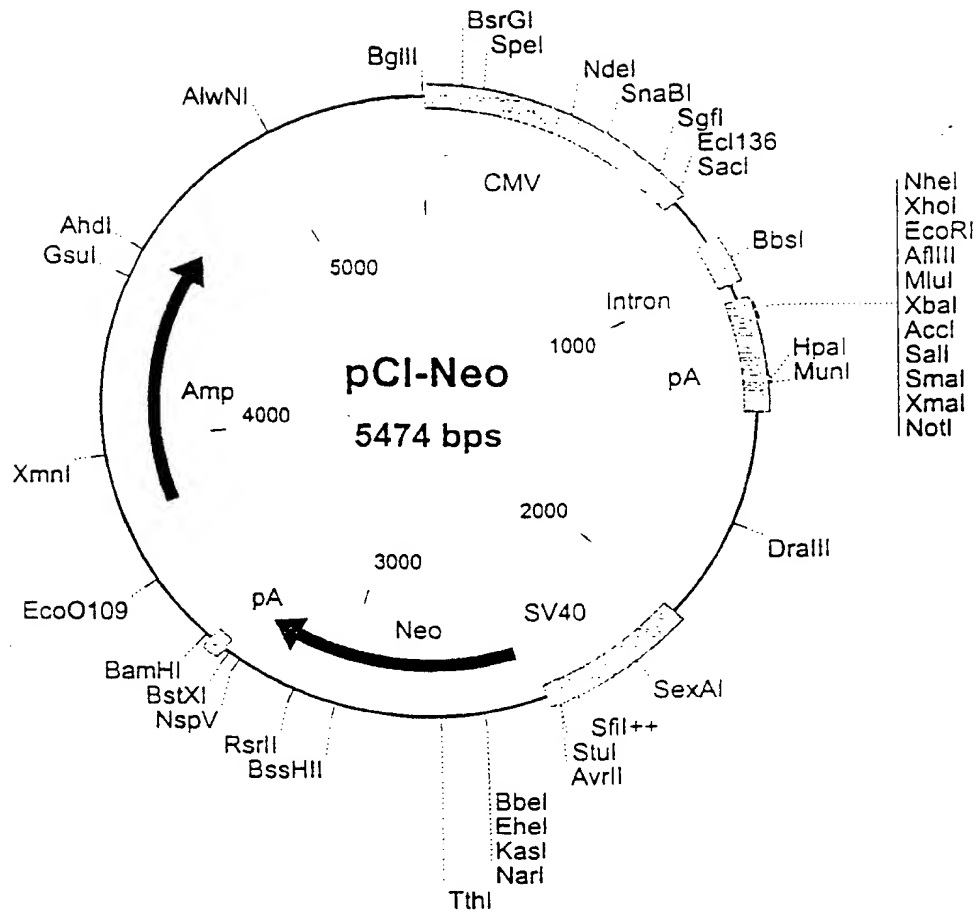 BsrGI
SpeI
BglII
NdeI
SnaBI
SgfI
Ecl136
SacI
AlwNI
CMV
NheI
XhoI
EcoRI
AflIII
MluI
XbaI
AccI
SalI
SmaI
XmaI
NotI
AhdI
GsuI
BbsI
5000
Intron
1000
pCI-Neo
5474 bps
pA
HpaI
MunI
Amp
4000
XmnI
2000
DraIII
3000
EcoO109
pA
Neo
SV40
BamHI
BstXI
NspV
SexAI
RsrII
BssHII
SfiI++
StuI
AvrII
BbeI
EheI
KasI
NarI
TthI